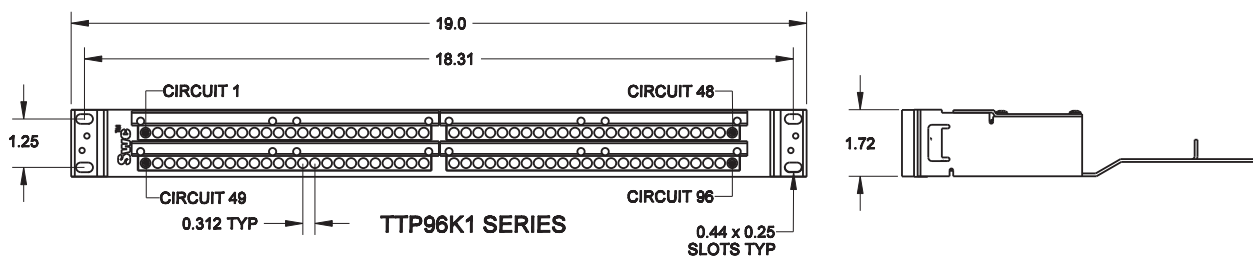 19.0
18.31
CIRCUIT 1
CIRCUIT 48
1.25
Swc™
1.72
CIRCUIT 49
CIRCUIT 96
0.312 TYP
TTP96K1 SERIES
0.44 x 0.25
SLOTS TYP